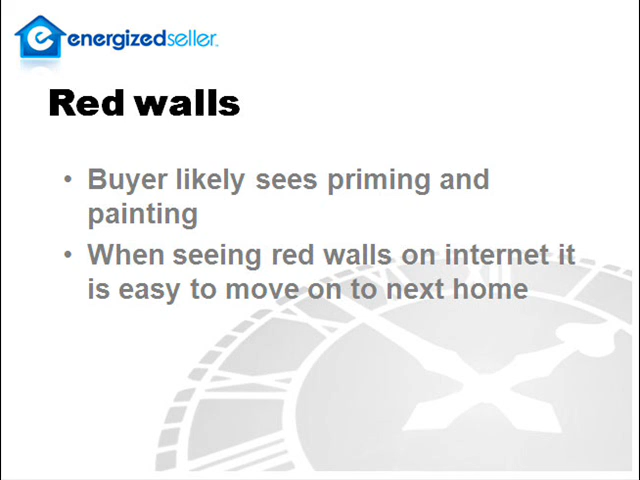 energizedseller
Red walls
• Buyer likely sees priming and
painting
• When seeing red walls on internet it
is easy to move on to next home